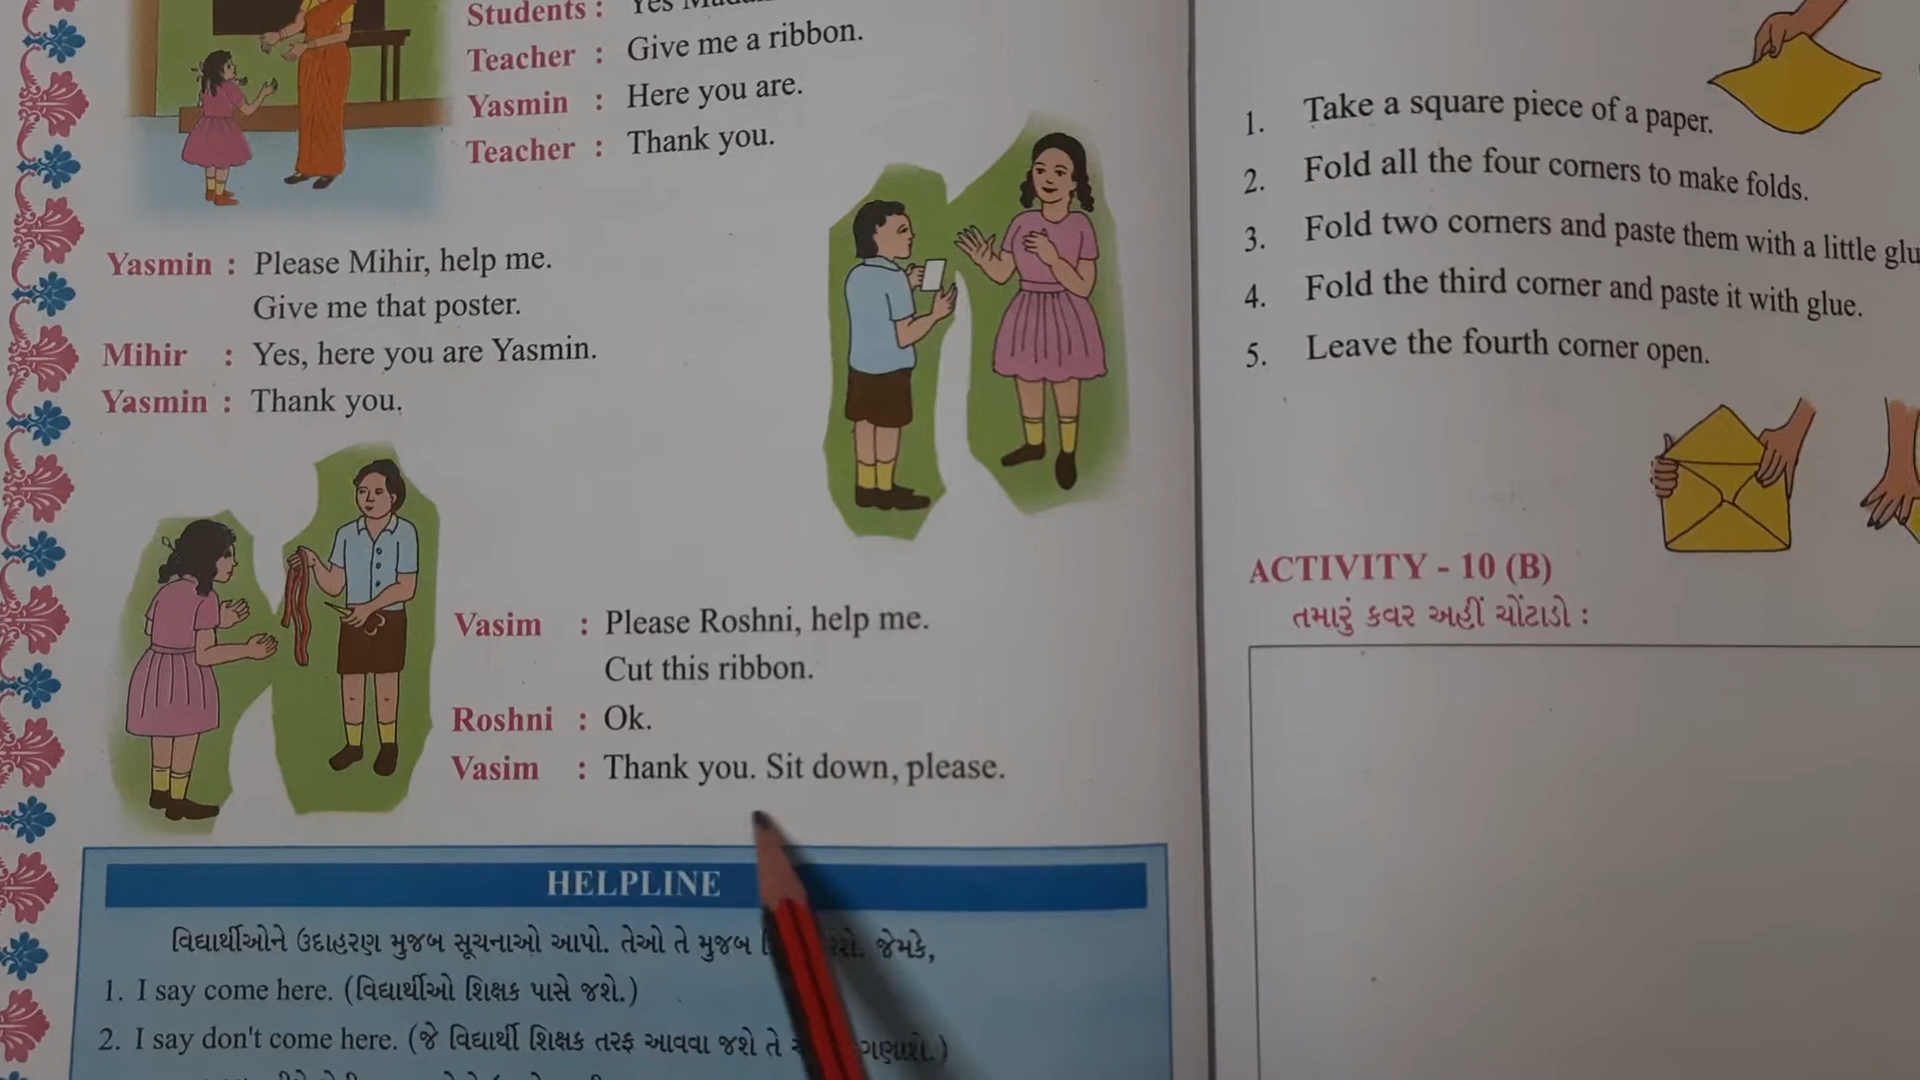 Students :
Teacher : Give me a ribbon.
Yasmin : Here you are.
Teacher : Thank you.
Yasmin : Please Mihir, help me.
Give me that poster.
Mihir : Yes, here you are Yasmin.
Yasmin : Thank you.
Vasim : Please Roshni, help me.
Cut this ribbon.
Roshni : Ok.
Vasim : Thank you. Sit down, please.
HELPLINE
વિદ્યાર્થીઓને ઉદાહરણ મુજબ સૂચનાઓ આપો. તેઓ તે મુજબ જેમકે,
1. I say come here. (વિદ્યાર્થીઓ શિક્ષક પાસે જશે.)
2. I say don't come here. (જે વિદ્યાર્થી શિક્ષક તરફ આવવા જશે તે
1. Take a square piece of a paper.
2. Fold all the four corners to make folds.
3. Fold two corners and paste them with a little
4. Fold the third corner and paste it with glue.
5. Leave the fourth corner open.
ACTIVITY - 10 (B)
તમારું કવર અહીં ચોંટાડો :